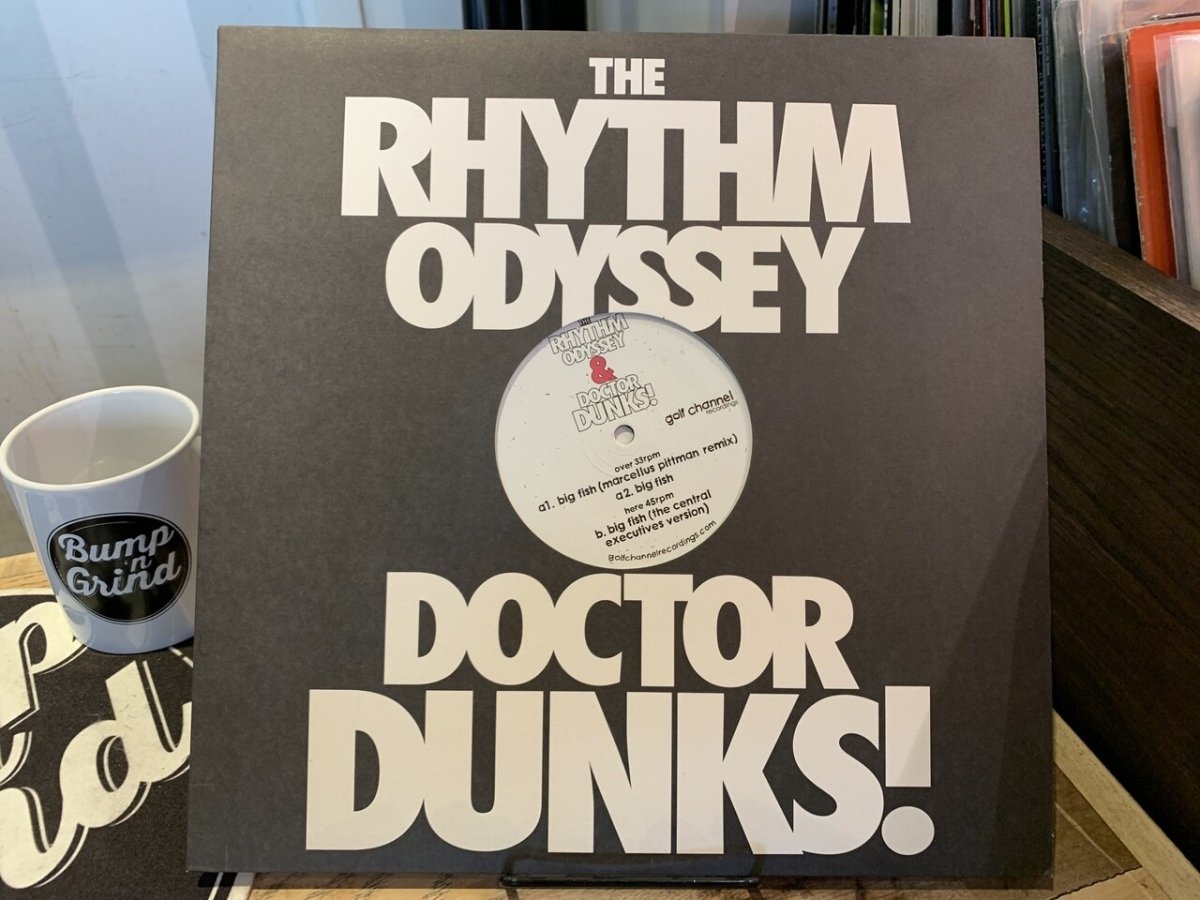 THE
RHYTHM
ODYSSEY
THE
RHYTHM
ODYSSEY
&
DOCTOR
DUNKS!
golf channel
recordings
over 33rpm
a1. big fish (marcellus pittman remix)
a2. big fish
here 45rpm
b. big fish (the central
executives version)
golfchannelrecordings.com
DOCTOR
DUNKS!
Bump
'n
Grind